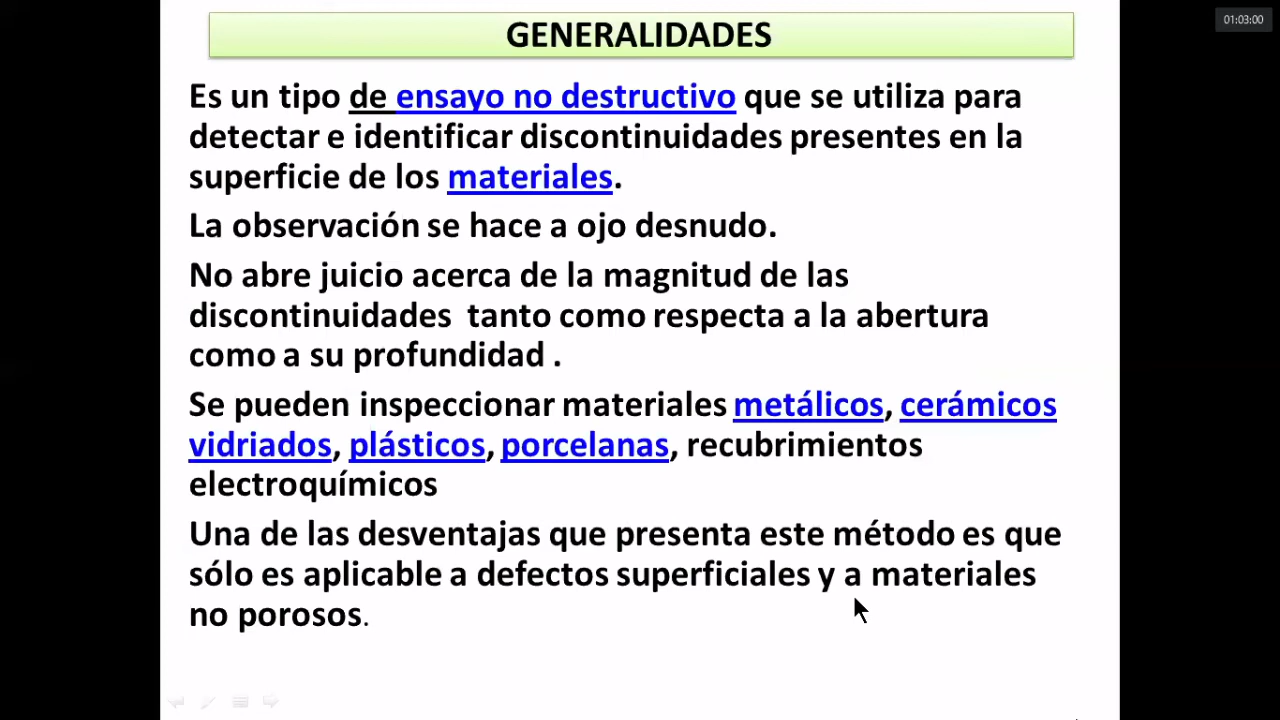 GENERALIDADES
01:03:00
Es un tipo de ensayo no destructivo que se utiliza para
detectar e identificar discontinuidades presentes en la
superficie de los materiales.
La observación se hace a ojo desnudo.
No abre juicio acerca de la magnitud de las
discontinuidades tanto como respecta a la abertura
como a su profundidad .
Se pueden inspeccionar materiales metálicos, cerámicos
vidriados, plásticos, porcelanas, recubrimientos
electroquímicos
Una de las desventajas que presenta este método es que
sólo es aplicable a defectos superficiales y a materiales
no porosos.